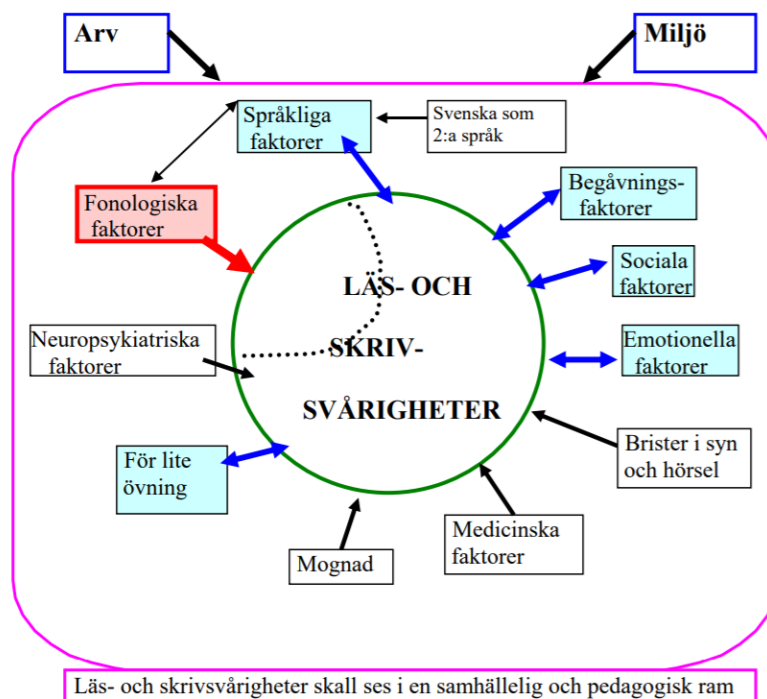 Arv
Miljö
Språkliga
faktorer
Svenska som
2:a språk
Fonologiska
faktorer
Begåvnings-
faktorer
Sociala
faktorer
LÄS- OCH
SKRIV-
SVÅRIGHETER
Neuropsykiatriska
faktorer
Emotionella
faktorer
Brister i syn
och hörsel
För lite
övning
Medicinska
faktorer
Mognad
Läs- och skrivsvårigheter skall ses i en samhällelig och pedagogisk ram